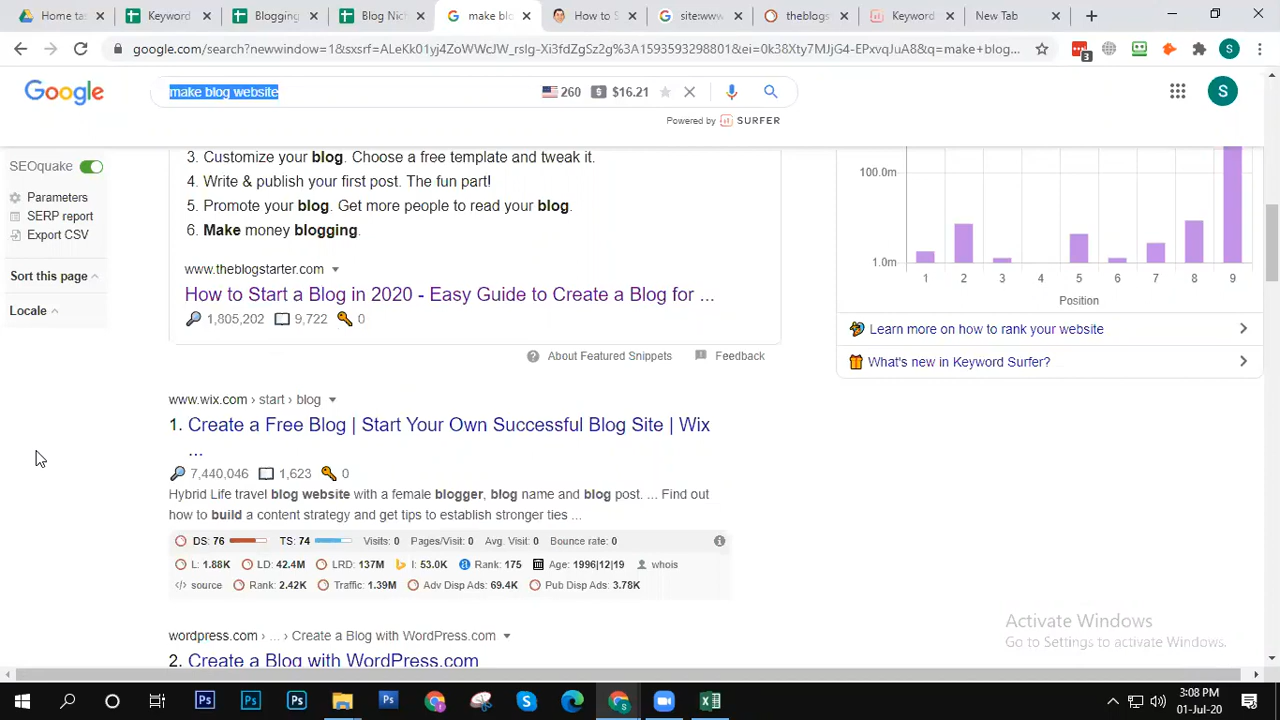 Home tas
Keyword
Blogging
Blog Nich
make blo
How to S
site:www
theblogs
Keyword
New Tab
google.com/search?newwindow=1&sxsrf=ALeKk01yj4ZoWWcJW_rslg-Xi3fdZgSz2g%3A1593593298801&ei=0k38Xty7MJjG4-EPxvqJuA8&q=make+blog...
3
S
Google
make blog website
260
$16.21
S
Powered by SURFER
SEOquake
Parameters
SERP report
Export CSV
Sort this page
Locale
3. Customize your blog. Choose a free template and tweak it.
4. Write & publish your first post. The fun part!
5. Promote your blog. Get more people to read your blog.
6. Make money blogging.
www.theblogstarter.com
How to Start a Blog in 2020 - Easy Guide to Create a Blog for ...
1,805,202 9,722 0
About Featured Snippets Feedback
www.wix.com › start › blog
1. Create a Free Blog | Start Your Own Successful Blog Site | Wix
...
7,440,046 1,623 0
Hybrid Life travel blog website with a female blogger, blog name and blog post. ... Find out
how to build a content strategy and get tips to establish stronger ties ...
DS: 76 TS: 74 Visits: 0 Pages/Visit: 0 Avg. Visit: 0 Bounce rate: 0
L: 1.88K LD: 42.4M LRD: 137M I: 53.0K Rank: 175 Age: 1996|12|19 whois
source Rank: 2.42K Traffic: 1.39M Adv Disp Ads: 69.4K Pub Disp Ads: 3.78K
wordpress.com › ... › Create a Blog with WordPress.com
2. Create a Blog with WordPress.com
100.0m
1.0m
1 2 3 4 5 6 7 8 9
Position
Learn more on how to rank your website
What's new in Keyword Surfer?
Activate Windows
Go to Settings to activate Windows.
3:08 PM
01-Jul-20